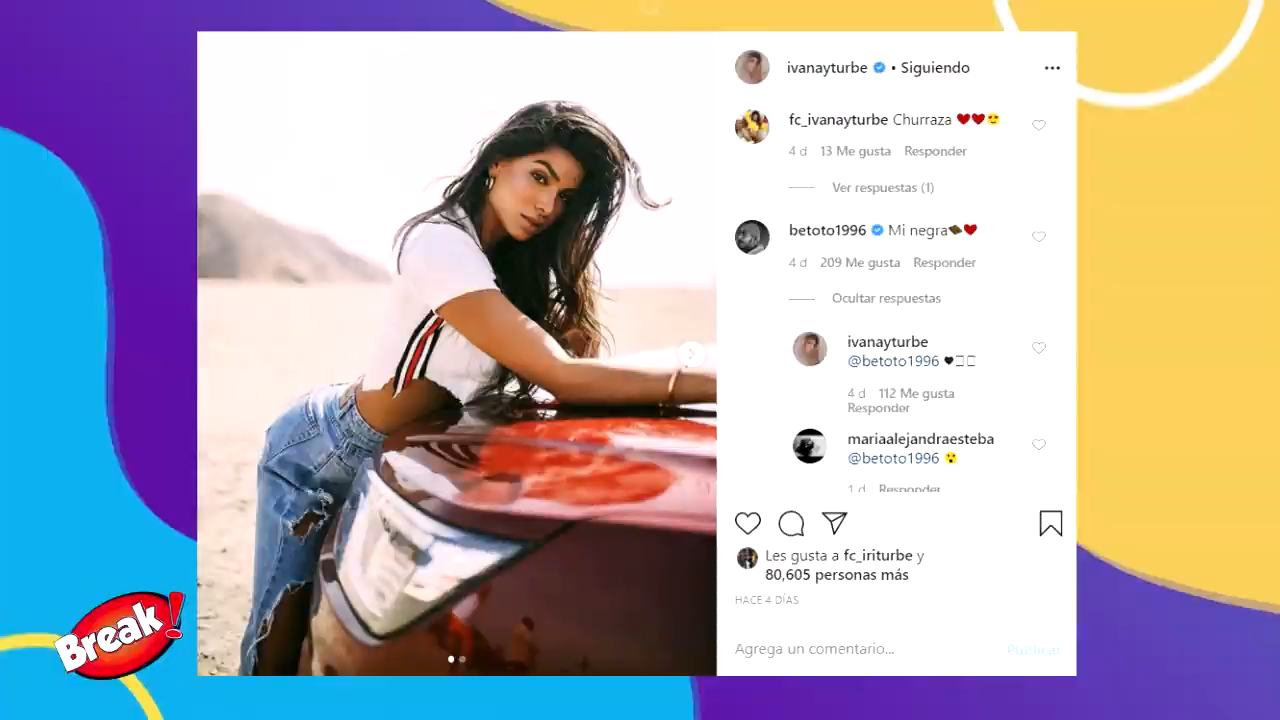 ivanayturbe • Siguiendo
fc_ivanayturbe Churraza
4 d 13 Me gusta Responder
Ver respuestas (1)
betoto1996 Mi negra
4 d 209 Me gusta Responder
Ocultar respuestas
ivanayturbe
@betoto1996
4 d 112 Me gusta
Responder
mariaalejandraesteba
@betoto1996
1 d Responder
Les gusta a fc_iriturbe y
80,605 personas más
HACE 4 DÍAS
Agrega un comentario...
Publicar
Break!